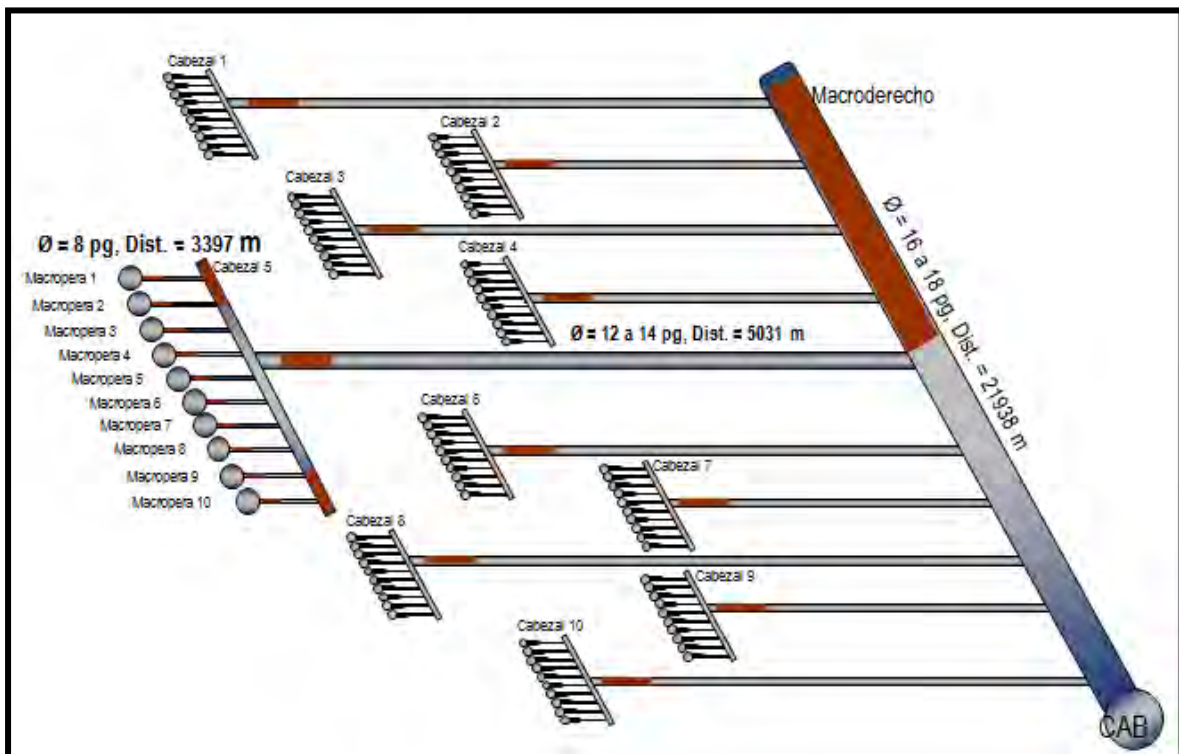 Cabezal 1
Macroderecho
Cabezal 2
Cabezal 3
Ø = 8 pg, Dist. = 3397 m
Cabezal 4
Cabezal 5
Macropera 1
Macropera 2
Macropera 3
Macropera 4
Macropera 5
Macropera 6
Macropera 7
Macropera 8
Macropera 9
Macropera 10
Ø = 12 a 14 pg, Dist. = 5031 m
Ø = 16 a 18 pg, Dist. = 21938 m
Cabezal 6
Cabezal 7
Cabezal 8
Cabezal 9
Cabezal 10
CAB